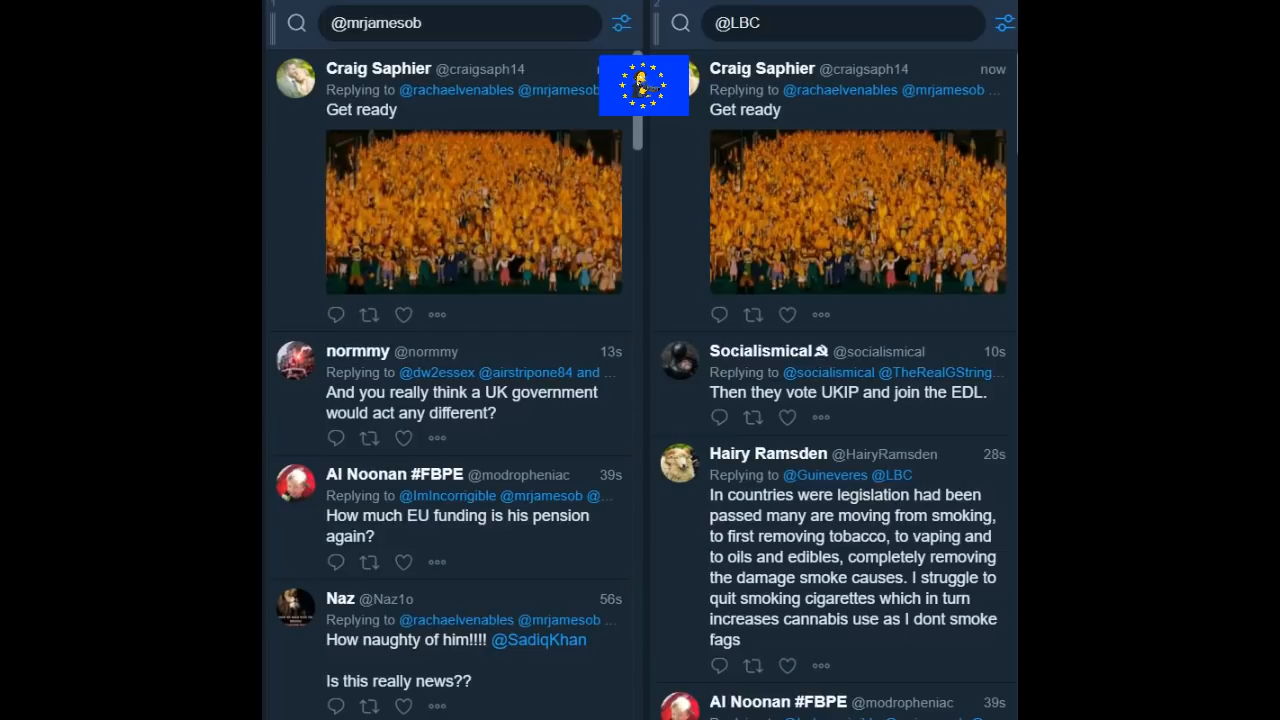 1
@mrjamesob
Craig Saphier @craigsaph14
Replying to @rachaelvenables @mrjamesob
Get ready
normmy @normmy 13s
Replying to @dw2essex @airstripone84 and ...
And you really think a UK government
would act any different?
Al Noonan #FBPE @modropheniac 39s
Replying to @ImIncorrigible @mrjamesob @...
How much EU funding is his pension
again?
Naz @Naz1o 56s
Replying to @rachaelvenables @mrjamesob ...
How naughty of him!!!! @SadiqKhan
Is this really news??
2
@LBC
Craig Saphier @craigsaph14 now
Replying to @rachaelvenables @mrjamesob ...
Get ready
Socialismical☭ @socialismical 10s
Replying to @socialismical @TheRealGString...
Then they vote UKIP and join the EDL.
Hairy Ramsden @HairyRamsden 28s
Replying to @Guineveres @LBC
In countries were legislation had been
passed many are moving from smoking,
to first removing tobacco, to vaping and
to oils and edibles, completely removing
the damage smoke causes. I struggle to
quit smoking cigarettes which in turn
increases cannabis use as I dont smoke
fags
Al Noonan #FBPE @modropheniac 39s